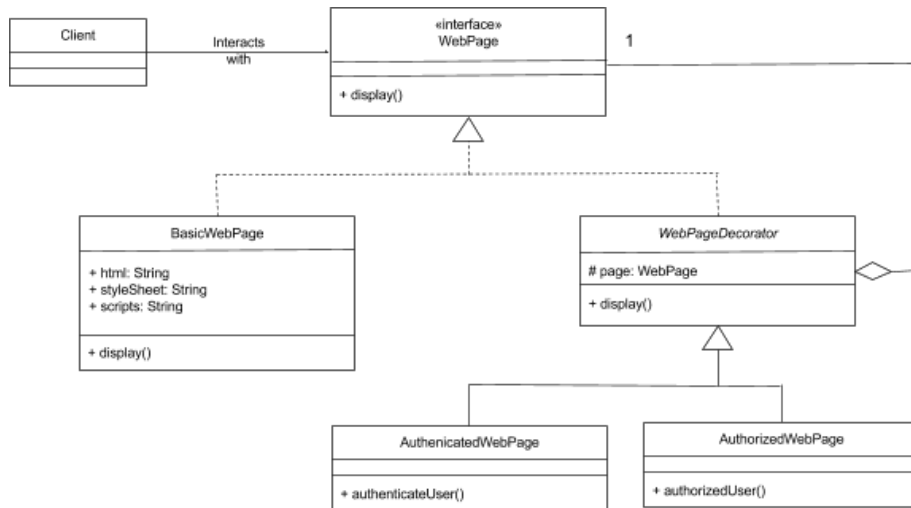 Client
Interacts
with
«interface»
WebPage
1
+ display()
BasicWebPage
+ html: String
+ styleSheet: String
+ scripts: String
+ display()
WebPageDecorator
# page: WebPage
+ display()
AuthenicatedWebPage
+ authenticateUser()
AuthorizedWebPage
+ authorizedUser()